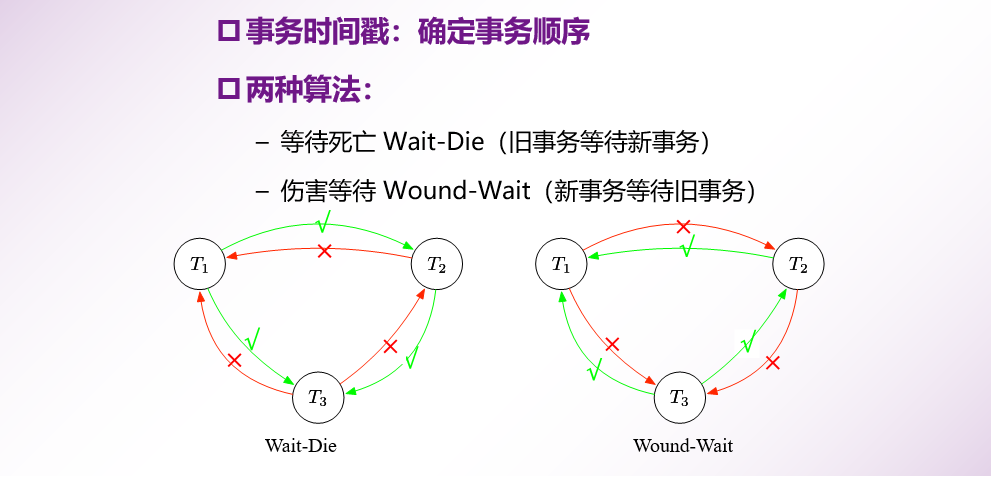 事务时间戳：确定事务顺序
两种算法：
– 等待死亡 Wait-Die（旧事务等待新事务）
– 伤害等待 Wound-Wait（新事务等待旧事务）
√ × √ × × √
T1 T2 T3
Wait-Die
× √ × √ √ ×
T1 T2 T3
Wound-Wait